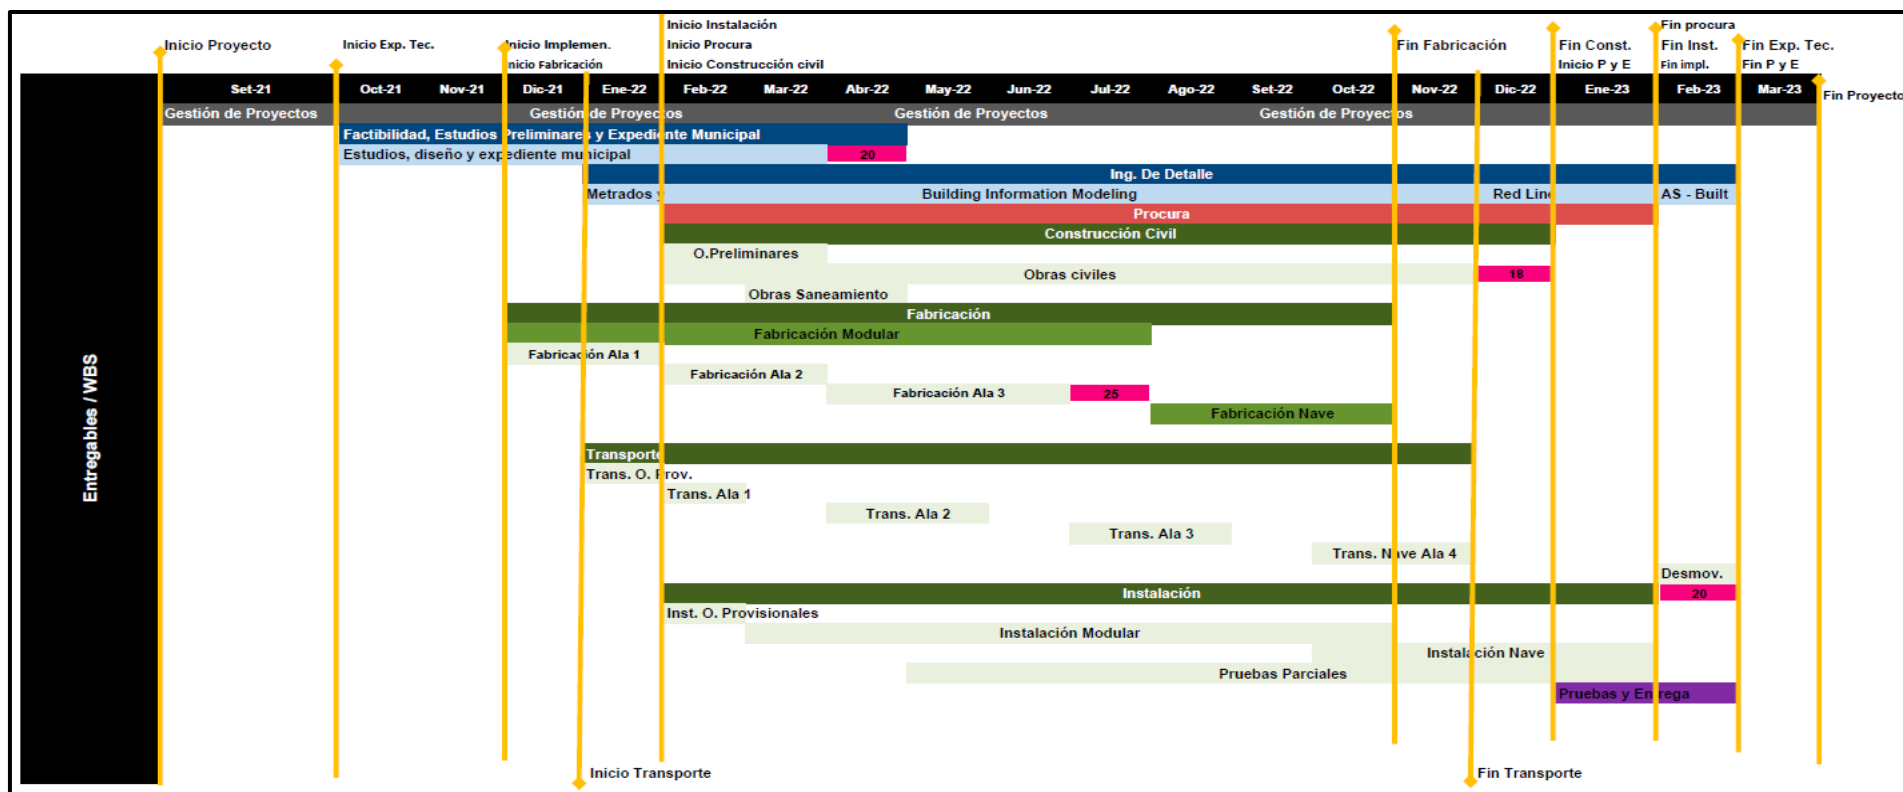 Inicio Instalación
Fin procura
Inicio Proyecto
Inicio Exp. Tec.
Inicio Implemen.
Inicio Procura
Fin Fabricación
Fin Const.
Fin Inst.
Fin Exp. Tec.
Inicio Fabricación
Inicio Construcción civil
Inicio P y E
Fin impl.
Fin P y E
Set-21 Oct-21 Nov-21 Dic-21 Ene-22 Feb-22 Mar-22 Abr-22 May-22 Jun-22 Jul-22 Ago-22 Set-22 Oct-22 Nov-22 Dic-22 Ene-23 Feb-23 Mar-23
Fin Proyecto
Gestión de Proyectos Gestión de Proyectos Gestión de Proyectos Gestión de Proyectos
Factibilidad, Estudios Preliminares y Expediente Municipal
Estudios, diseño y expediente municipal 20
Ing. De Detalle
Metrados y Building Information Modeling Red Line AS - Built
Procura
Construcción Civil
O.Preliminares
Obras civiles 18
Obras Saneamiento
Fabricación
Fabricación Modular
Fabricación Ala 1
Fabricación Ala 2
Fabricación Ala 3 25
Fabricación Nave
Entregables / WBS
Transporte
Trans. O. Prov.
Trans. Ala 1
Trans. Ala 2
Trans. Ala 3
Trans. Nave Ala 4
Desmov.
Instalación 20
Inst. O. Provisionales
Instalación Modular
Instalación Nave
Pruebas Parciales
Pruebas y Entrega
Inicio Transporte
Fin Transporte